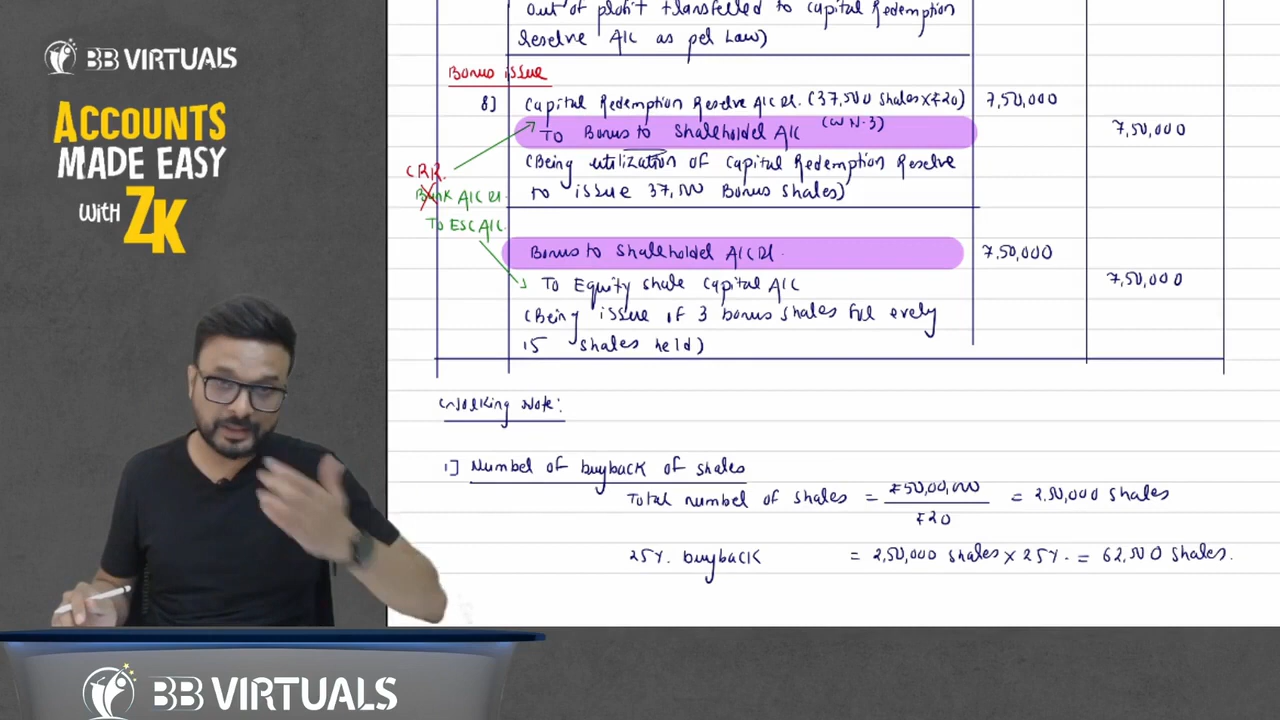 BB VIRTUALS
ACCOUNTS
MADE EASY
with ZK
out of profit transferred to Capital Redemption
Reserve A/C as per Law)
Bonus issue
8] Capital Redemption Reserve A/C Dr. (37,500 shares x ₹20) 7,50,000
To Bonus to Shareholder A/C (WN.3) 7,50,000
(Being utilization of Capital Redemption Reserve
to issue 37,500 Bonus shares)
CRR
Bank A/C Dr.
To ESC A/C.
Bonus to Shareholder A/C Dr. 7,50,000
To Equity share capital A/C 7,50,000
(Being issue of 3 bonus shares for every
15 shares held)
Working Note:
1] Number of buyback of shares
Total number of shares = ₹50,00,000 / ₹20 = 2,50,000 shares
25%. buyback = 2,50,000 shares x 25%. = 62,500 shares.
BB VIRTUALS